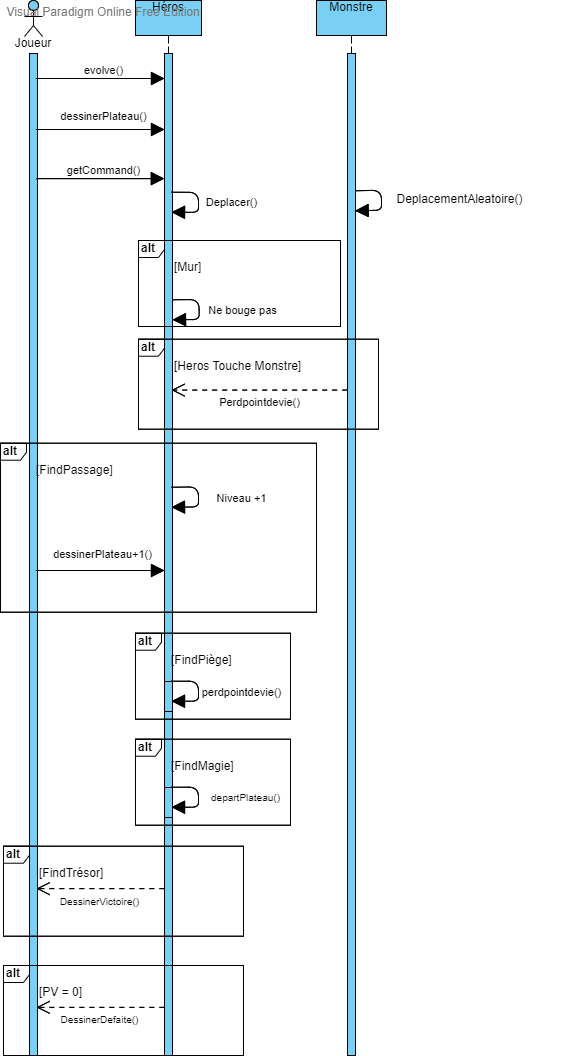 Visual Paradigm Online Free Edition
Héros
Monstre
Joueur
evolve()
dessinerPlateau()
getCommand()
Deplacer()
DeplacementAleatoire()
alt
[Mur]
Ne bouge pas
alt
[Heros Touche Monstre]
Perdpointdevie()
alt
[FindPassage]
Niveau +1
dessinerPlateau+1()
alt
[FindPiège]
perdpointdevie()
alt
[FindMagie]
departPlateau()
alt
[FindTrésor]
DessinerVictoire()
alt
[PV = 0]
DessinerDefaite()